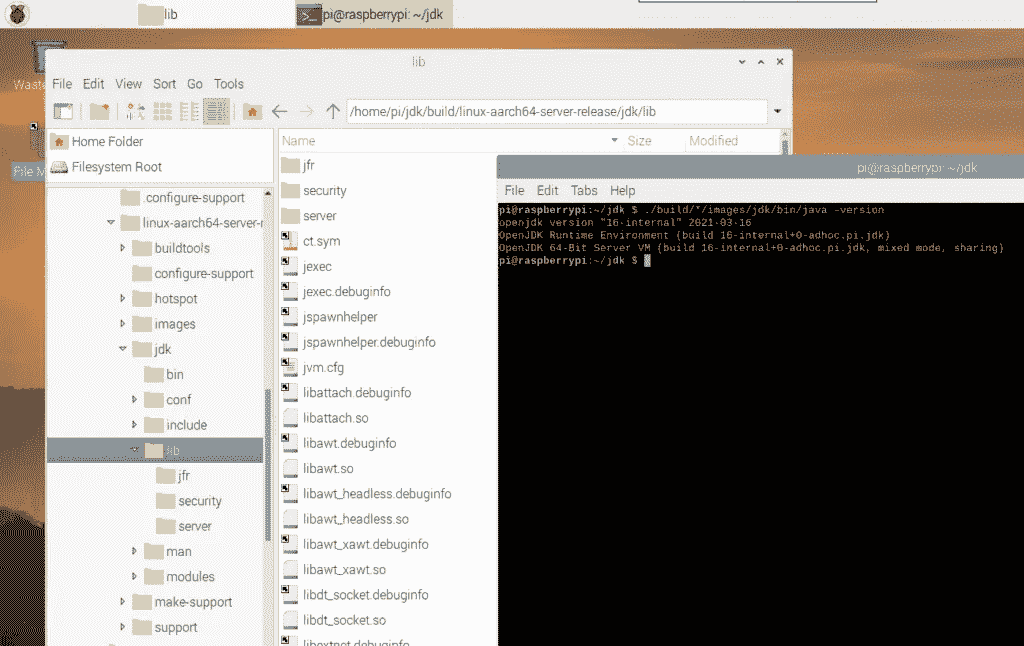 lib
pi@raspberrypi: ~/jdk
lib
File Edit View Sort Go Tools
/home/pi/jdk/build/linux-aarch64-server-release/jdk/lib
Home Folder
Filesystem Root
.configure-support
linux-aarch64-server-r
buildtools
configure-support
hotspot
images
jdk
bin
conf
include
lib
jfr
security
server
man
modules
make-support
support
Name Size Modified
jfr
security
server
ct.sym
jexec
jexec.debuginfo
jspawnhelper
jspawnhelper.debuginfo
jvm.cfg
libattach.debuginfo
libattach.so
libawt.debuginfo
libawt.so
libawt_headless.debuginfo
libawt_headless.so
libawt_xawt.debuginfo
libawt_xawt.so
libdt_socket.debuginfo
libdt_socket.so
libextnet.debuginfo
pi@raspberrypi: ~/jdk
File Edit Tabs Help
pi@raspberrypi:~/jdk $ ./build/*/images/jdk/bin/java -version
openjdk version "16-internal" 2021-03-16
OpenJDK Runtime Environment (build 16-internal+0-adhoc.pi.jdk)
OpenJDK 64-Bit Server VM (build 16-internal+0-adhoc.pi.jdk, mixed mode, sharing)
pi@raspberrypi:~/jdk $
Waste
File M